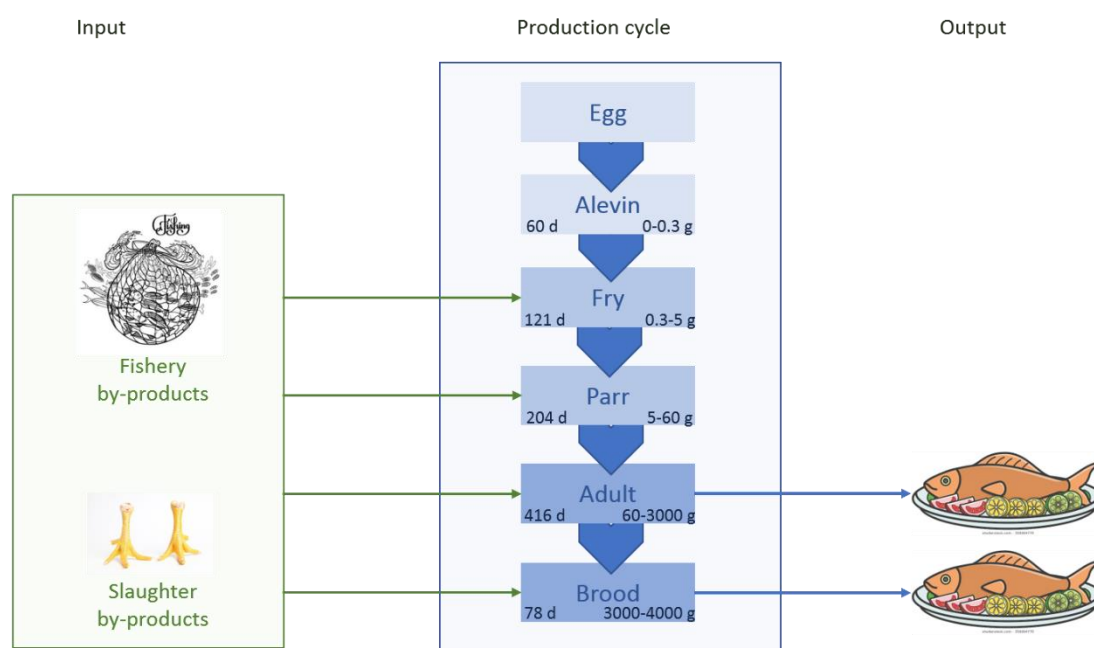 Input
Production cycle
Output
Egg
Alevin
60 d
0-0.3 g
Fishing
Fry
121 d
0.3-5 g
Fishery
by-products
Parr
204 d
5-60 g
Adult
416 d
60-3000 g
Slaughter
by-products
Brood
78 d
3000-4000 g